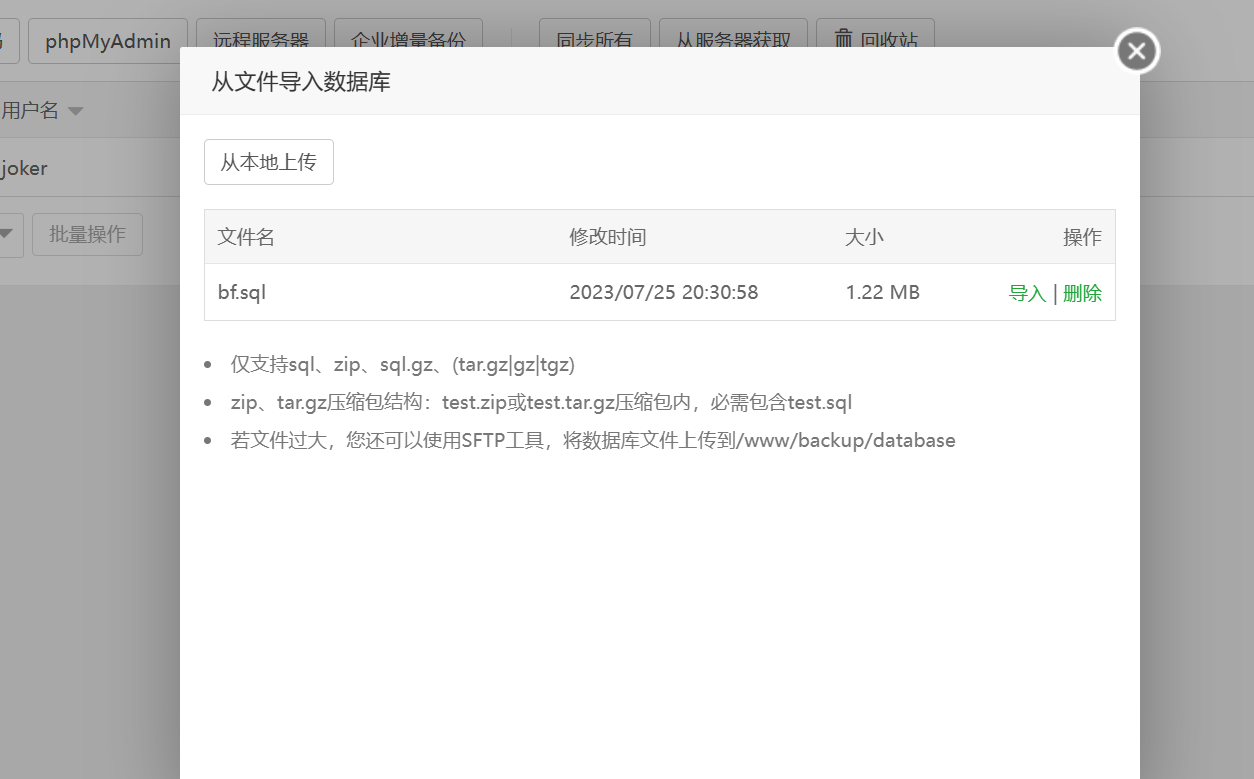 phpMyAdmin 远程服务器 企业增量备份 同步所有 从服务器获取 回收站
从文件导入数据库
用户名
从本地上传
joker
批量操作
文件名 修改时间 大小 操作
bf.sql 2023/07/25 20:30:58 1.22 MB 导入 | 删除
仅支持sql、zip、sql.gz、(tar.gz|gz|tgz)
zip、tar.gz压缩包结构：test.zip或test.tar.gz压缩包内，必需包含test.sql
若文件过大，您还可以使用SFTP工具，将数据库文件上传到/www/backup/database